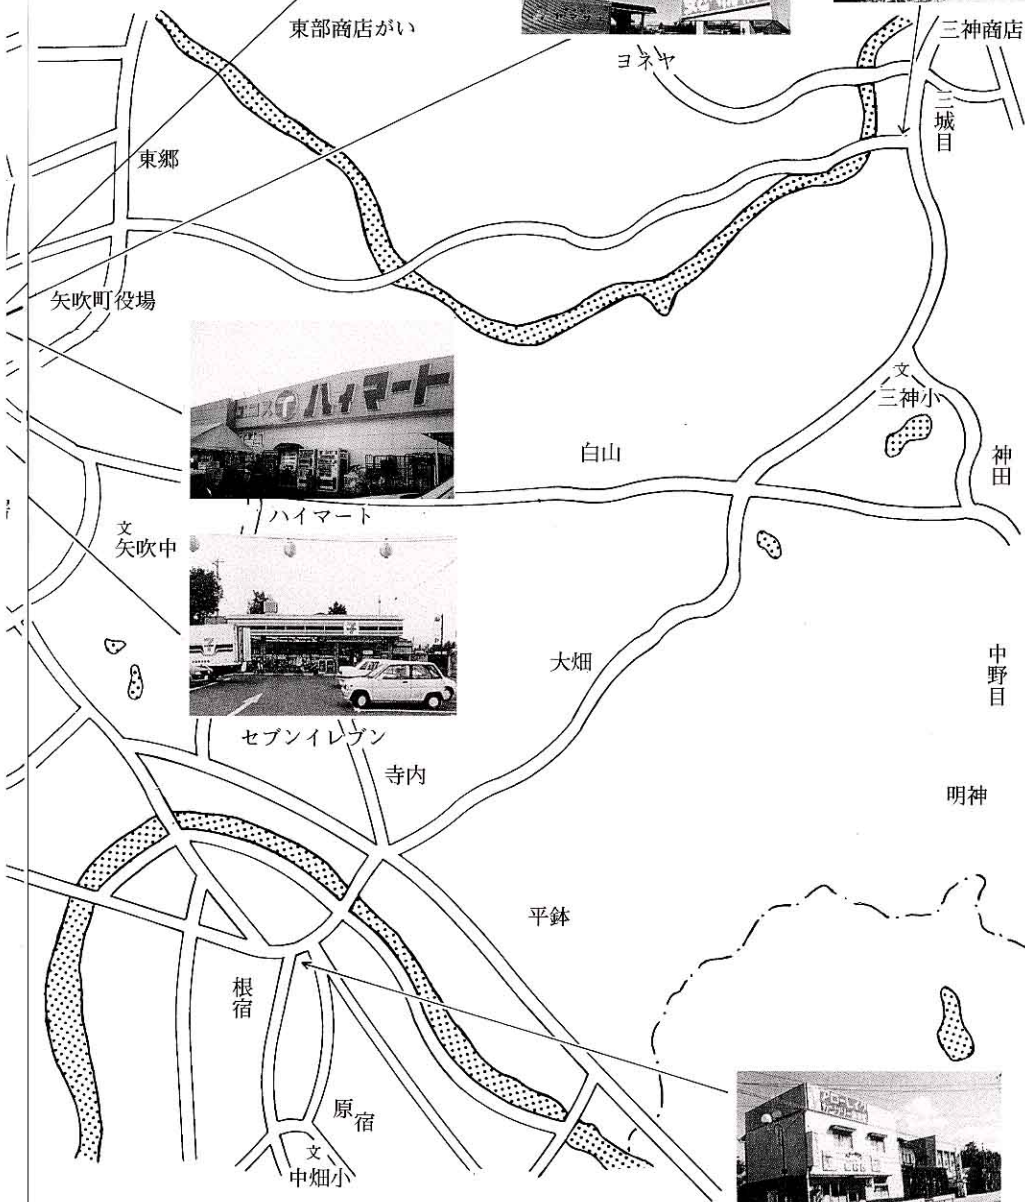 東部商店がい
ヨネヤ
三神商店
三城目
東郷
矢吹町役場
文
三神小
エコス ハイマート
白山
神田
ハイマート
文
矢吹中
大畑
中野目
セブンイレブン
寺内
明神
平鉢
根宿
原宿
文
中畑小